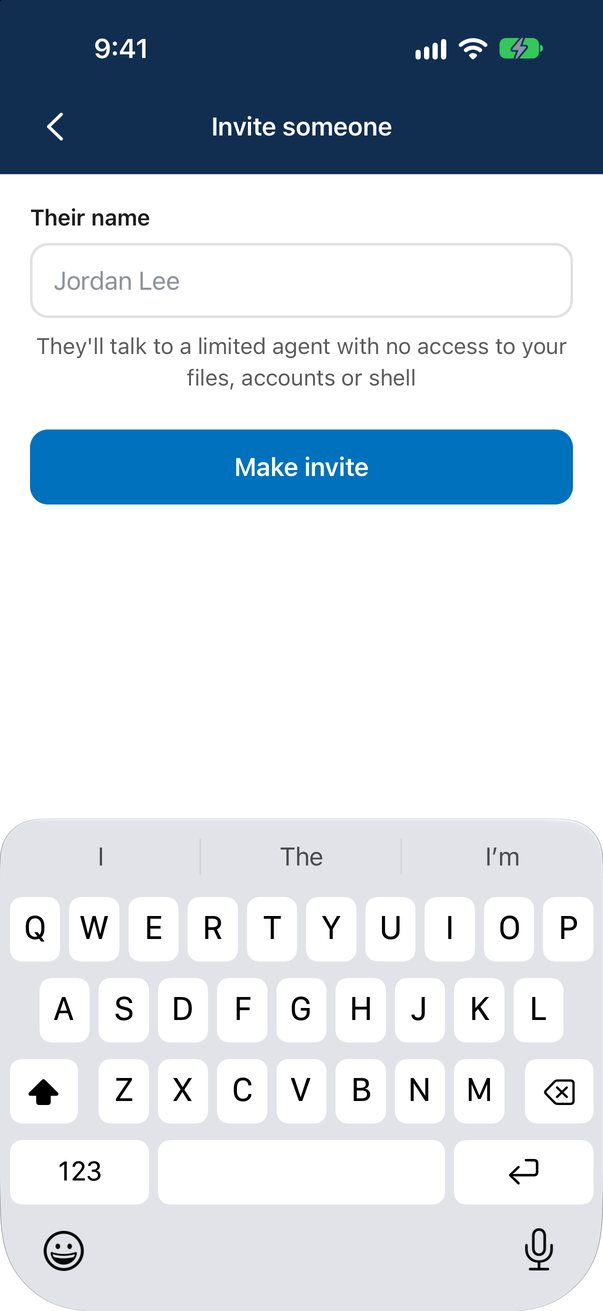 9:41
Invite someone
Their name
Jordan Lee
They'll talk to a limited agent with no access to your
files, accounts or shell
Make invite
I The I’m
Q W E R T Y U I O P
A S D F G H J K L
Z X C V B N M
123